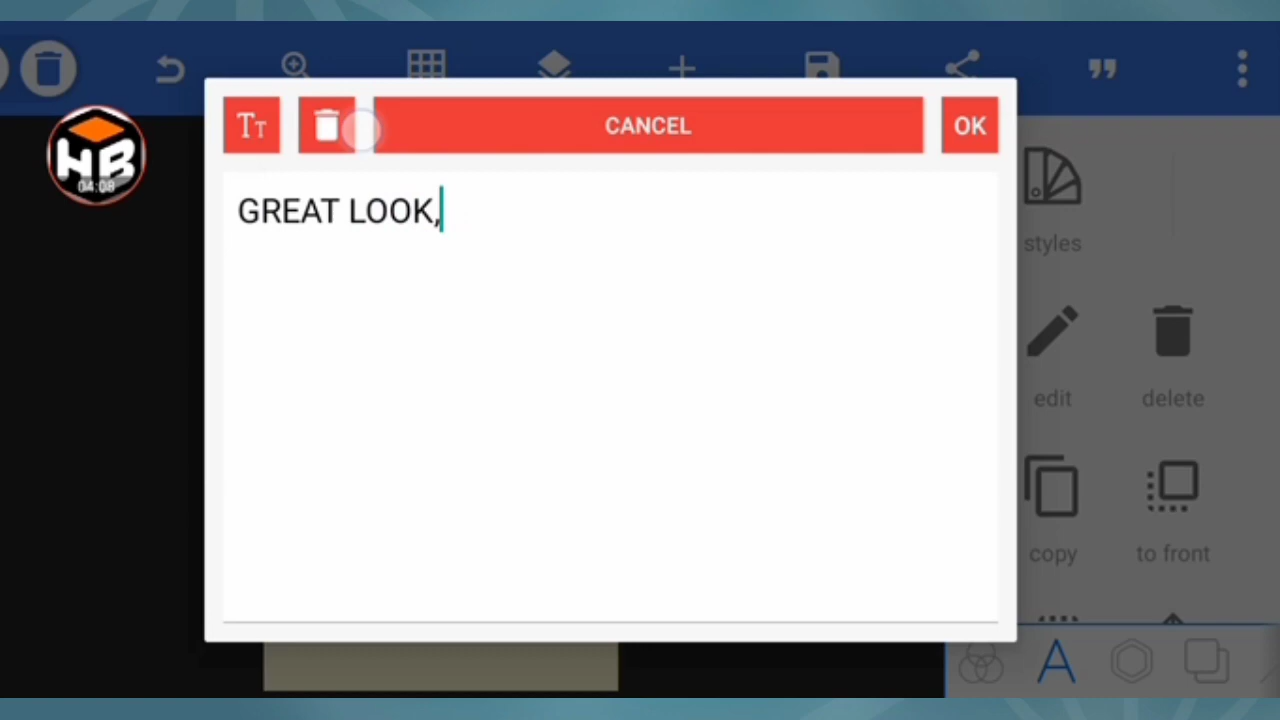 Tт
CANCEL
OK
HB
04:08
GREAT LOOK,
styles
edit
delete
copy
to front
A